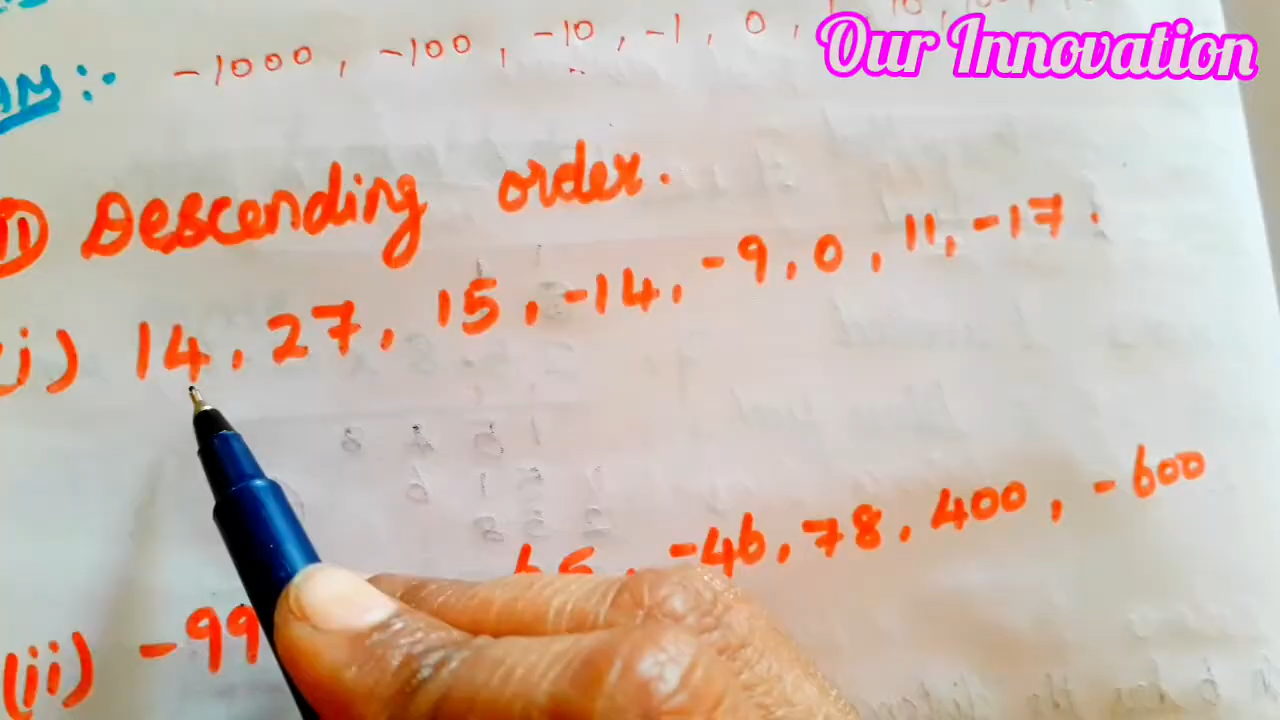 Our Innovation
-1000, -100, -10, -1, 0,
II) Descending order.
(i) 14, 27, 15, -14, -9, 0, 11, -17.
(ii) -99 -46, 78, 400, -600